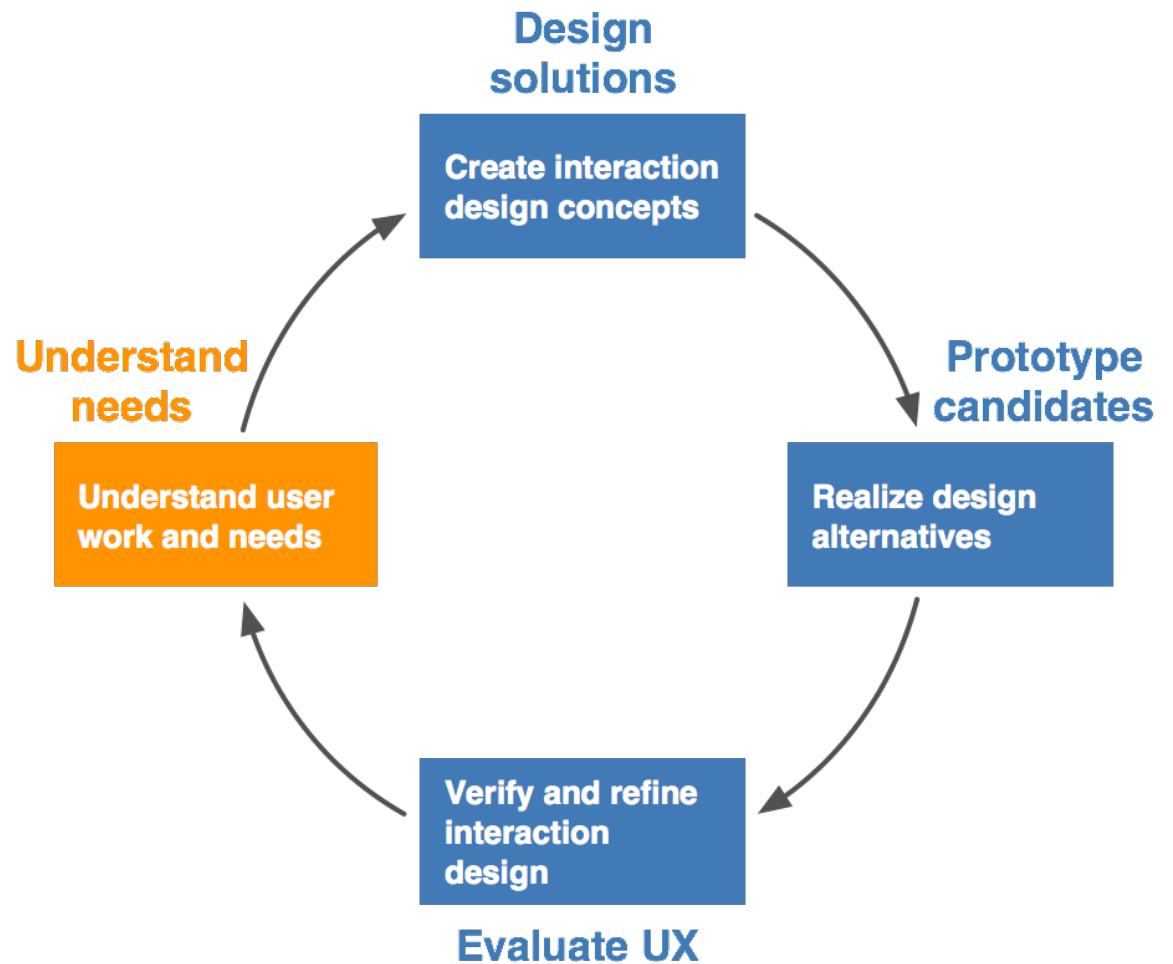 Design
solutions
Create interaction
design concepts
Understand
needs
Understand user
work and needs
Prototype
candidates
Realize design
alternatives
Verify and refine
interaction
design
Evaluate UX